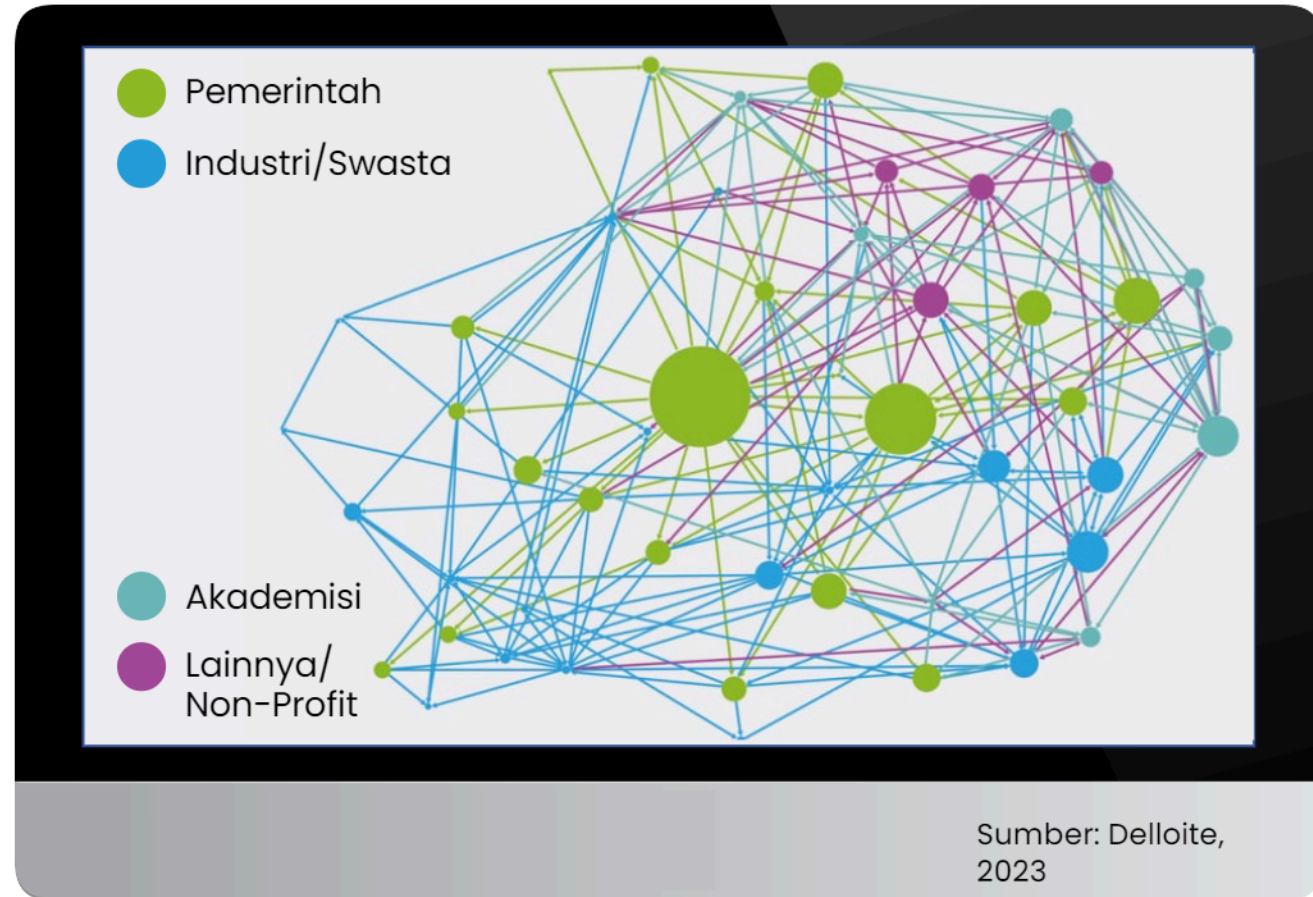 Pemerintah
Industri/Swasta
Akademisi
Lainnya/
Non-Profit
Sumber: Delloite,
2023